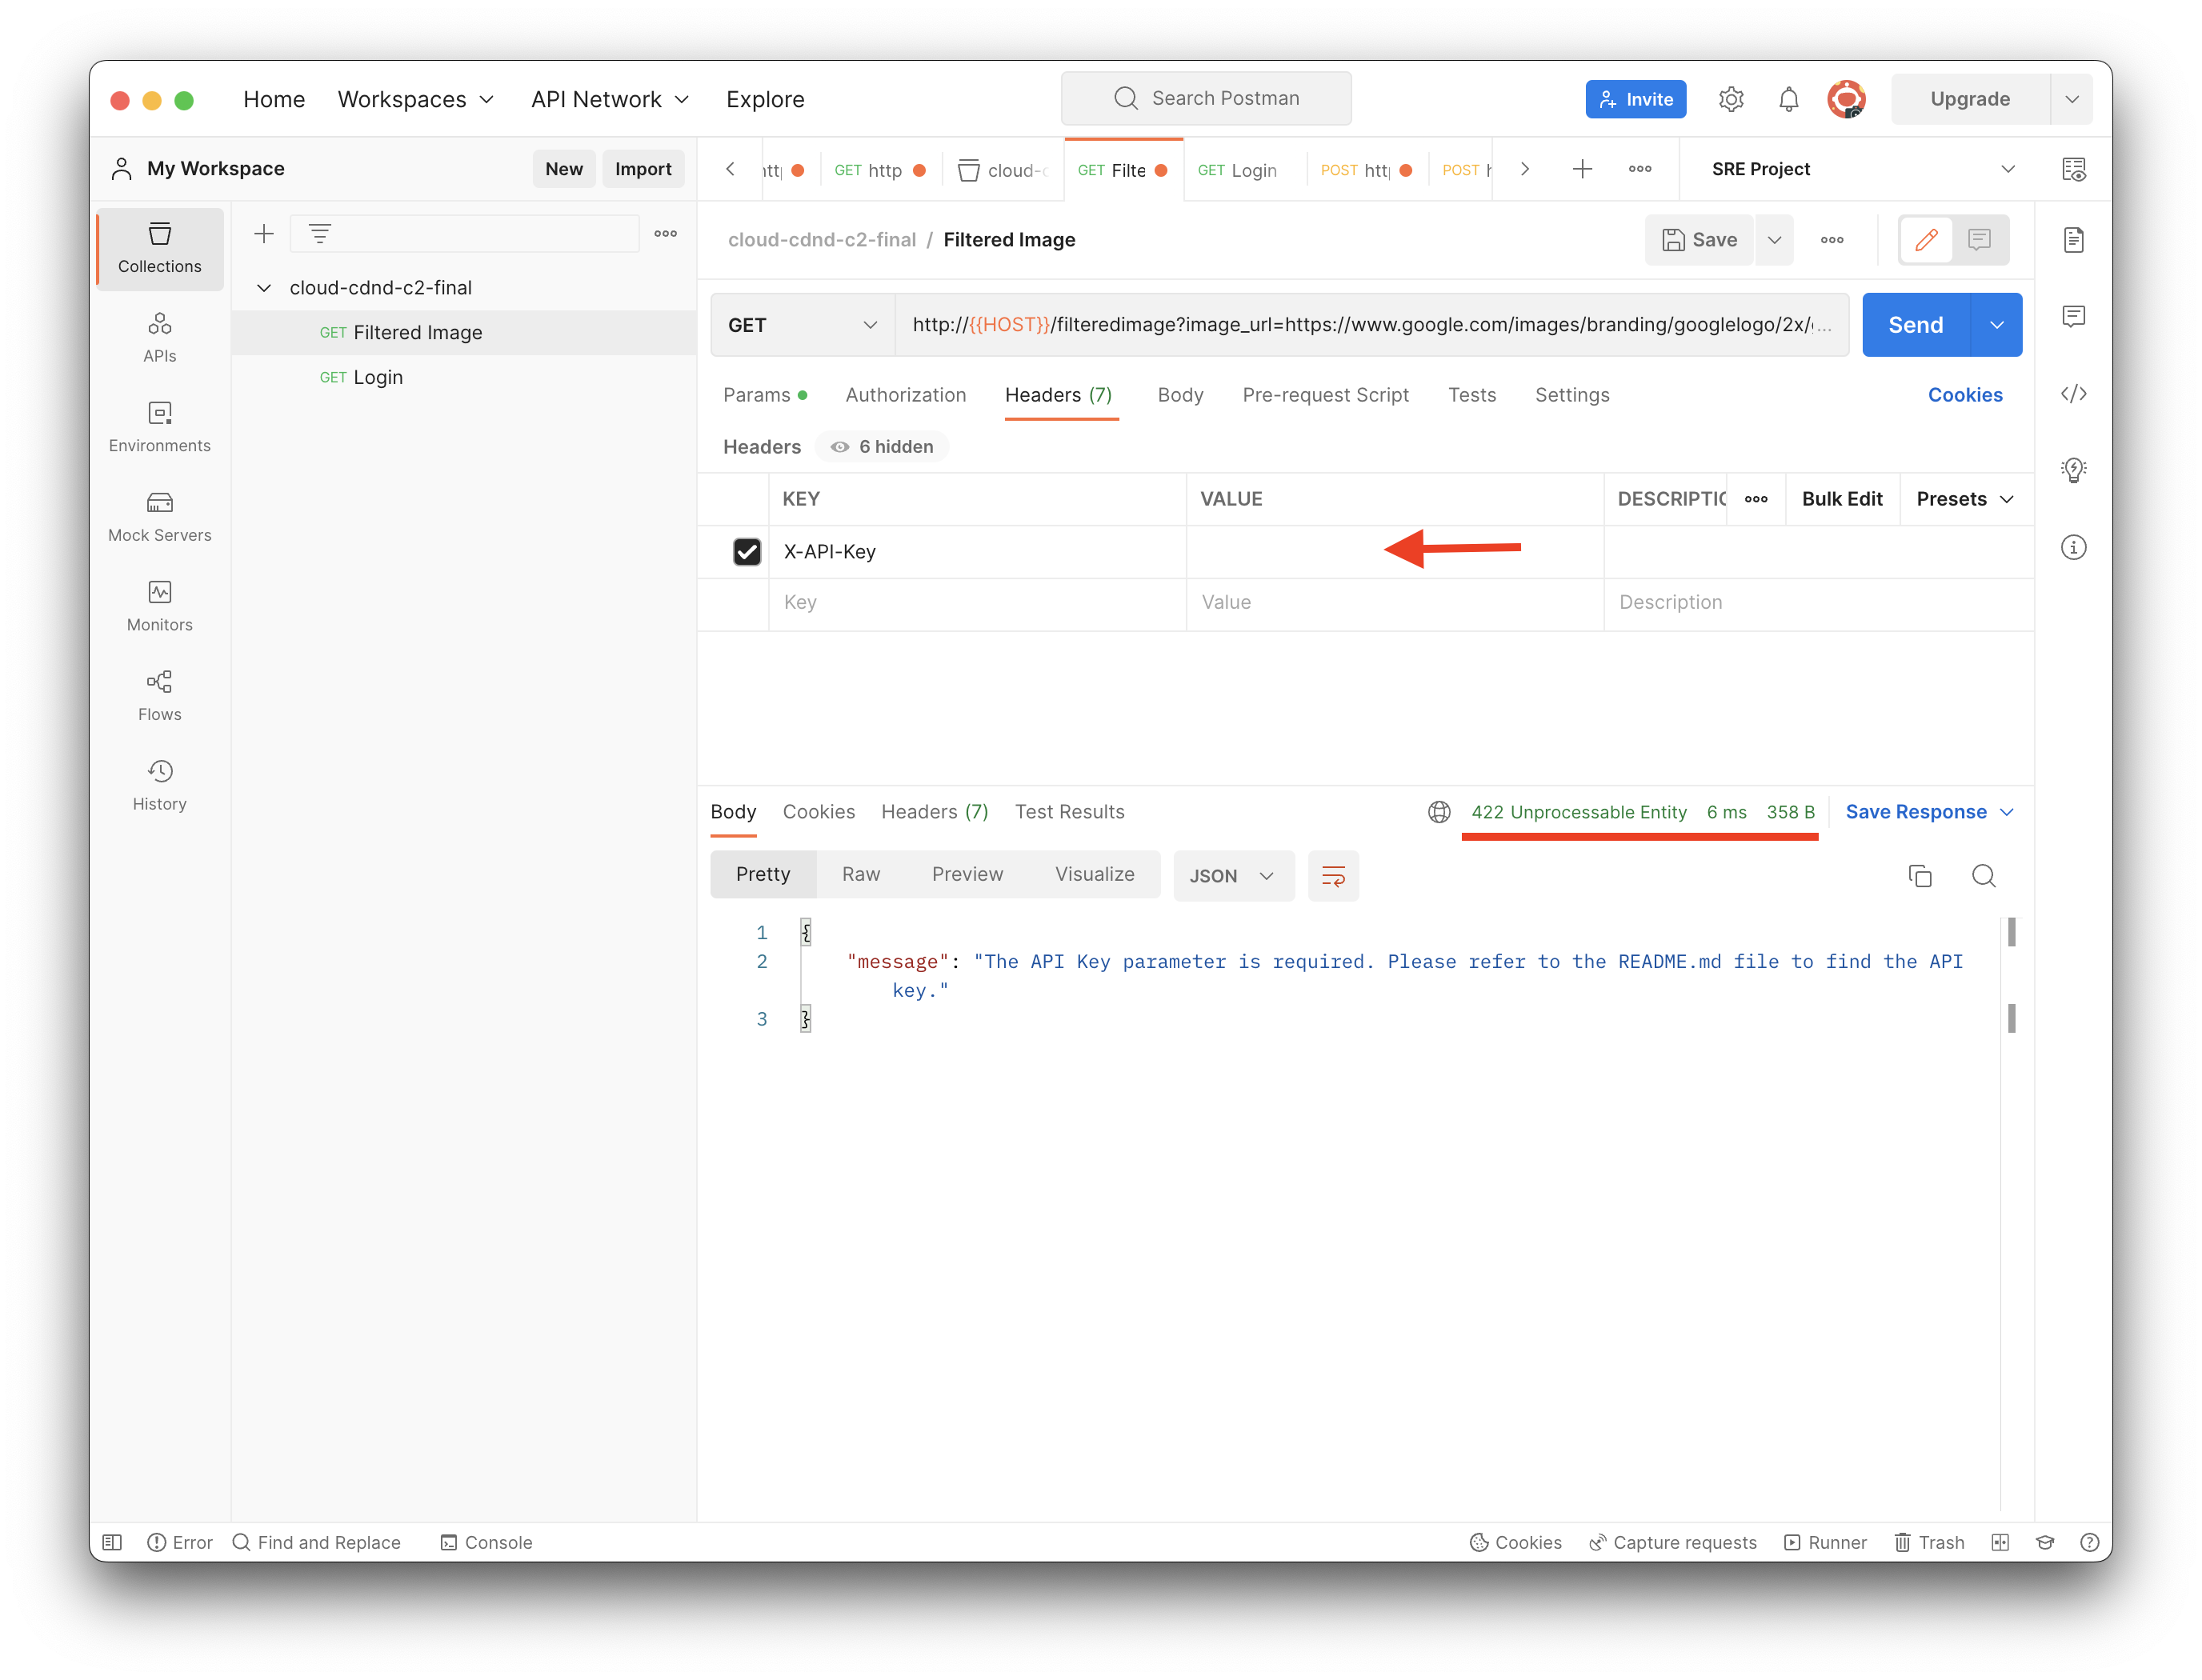 Home Workspaces API Network Explore Search Postman Invite Upgrade
My Workspace New Import GET http cloud-c GET Filte GET Login POST htt POST SRE Project
Collections
APIs
Environments
Mock Servers
Monitors
Flows
History
cloud-cdnd-c2-final
GET Filtered Image
GET Login
cloud-cdnd-c2-final / Filtered Image Save
GET http://{{HOST}}/filteredimage?image_url=https://www.google.com/images/branding/googlelogo/2x/g... Send
Params Authorization Headers (7) Body Pre-request Script Tests Settings Cookies
Headers 6 hidden
KEY VALUE DESCRIPTIO Bulk Edit Presets
X-API-Key
Key Value Description
Body Cookies Headers (7) Test Results 422 Unprocessable Entity 6 ms 358 B Save Response
Pretty Raw Preview Visualize JSON
1 {
2 "message": "The API Key parameter is required. Please refer to the README.md file to find the API
key."
3 }
Error Find and Replace Console Cookies Capture requests Runner Trash